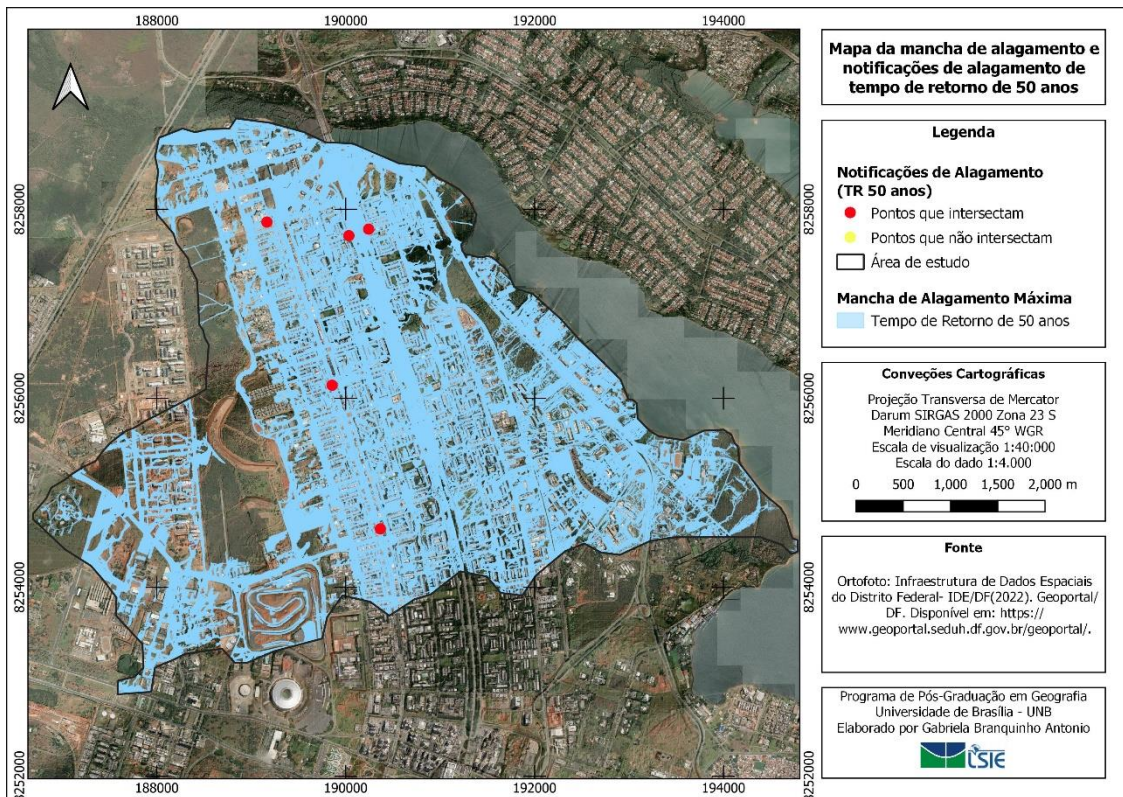 188000
190000
192000
194000
8258000
8256000
8254000
8252000
8258000
8256000
8254000
8252000
188000
190000
192000
194000
Mapa da mancha de alagamento e
notificações de alagamento de
tempo de retorno de 50 anos
Legenda
Notificações de Alagamento
(TR 50 anos)
Pontos que intersectam
Pontos que não intersectam
Área de estudo
Mancha de Alagamento Máxima
Tempo de Retorno de 50 anos
Conveções Cartográficas
Projeção Transversa de Mercator
Darum SIRGAS 2000 Zona 23 S
Meridiano Central 45° WGR
Escala de visualização 1:40:000
Escala do dado 1:4.000
0 500 1,000 1,500 2,000 m
Fonte
Ortofoto: Infraestrutura de Dados Espaciais
do Distrito Federal- IDE/DF(2022). Geoportal/
DF. Disponível em: https://
www.geoportal.seduh.df.gov.br/geoportal/.
Programa de Pós-Graduação em Geografia
Universidade de Brasília - UNB
Elaborado por Gabriela Branquinho Antonio
LSIE